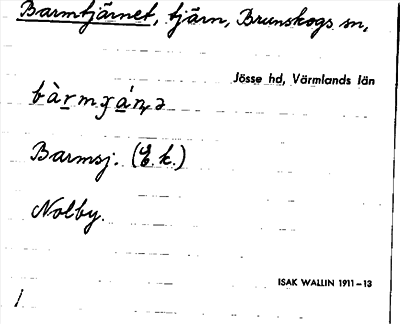 Barmtjärnet, tjärn, Brunskogs sn,
Jösse hd, Värmlands län
Barmsj. (E. k.)
Nolby.
ISAK WALLIN 1911-13
1